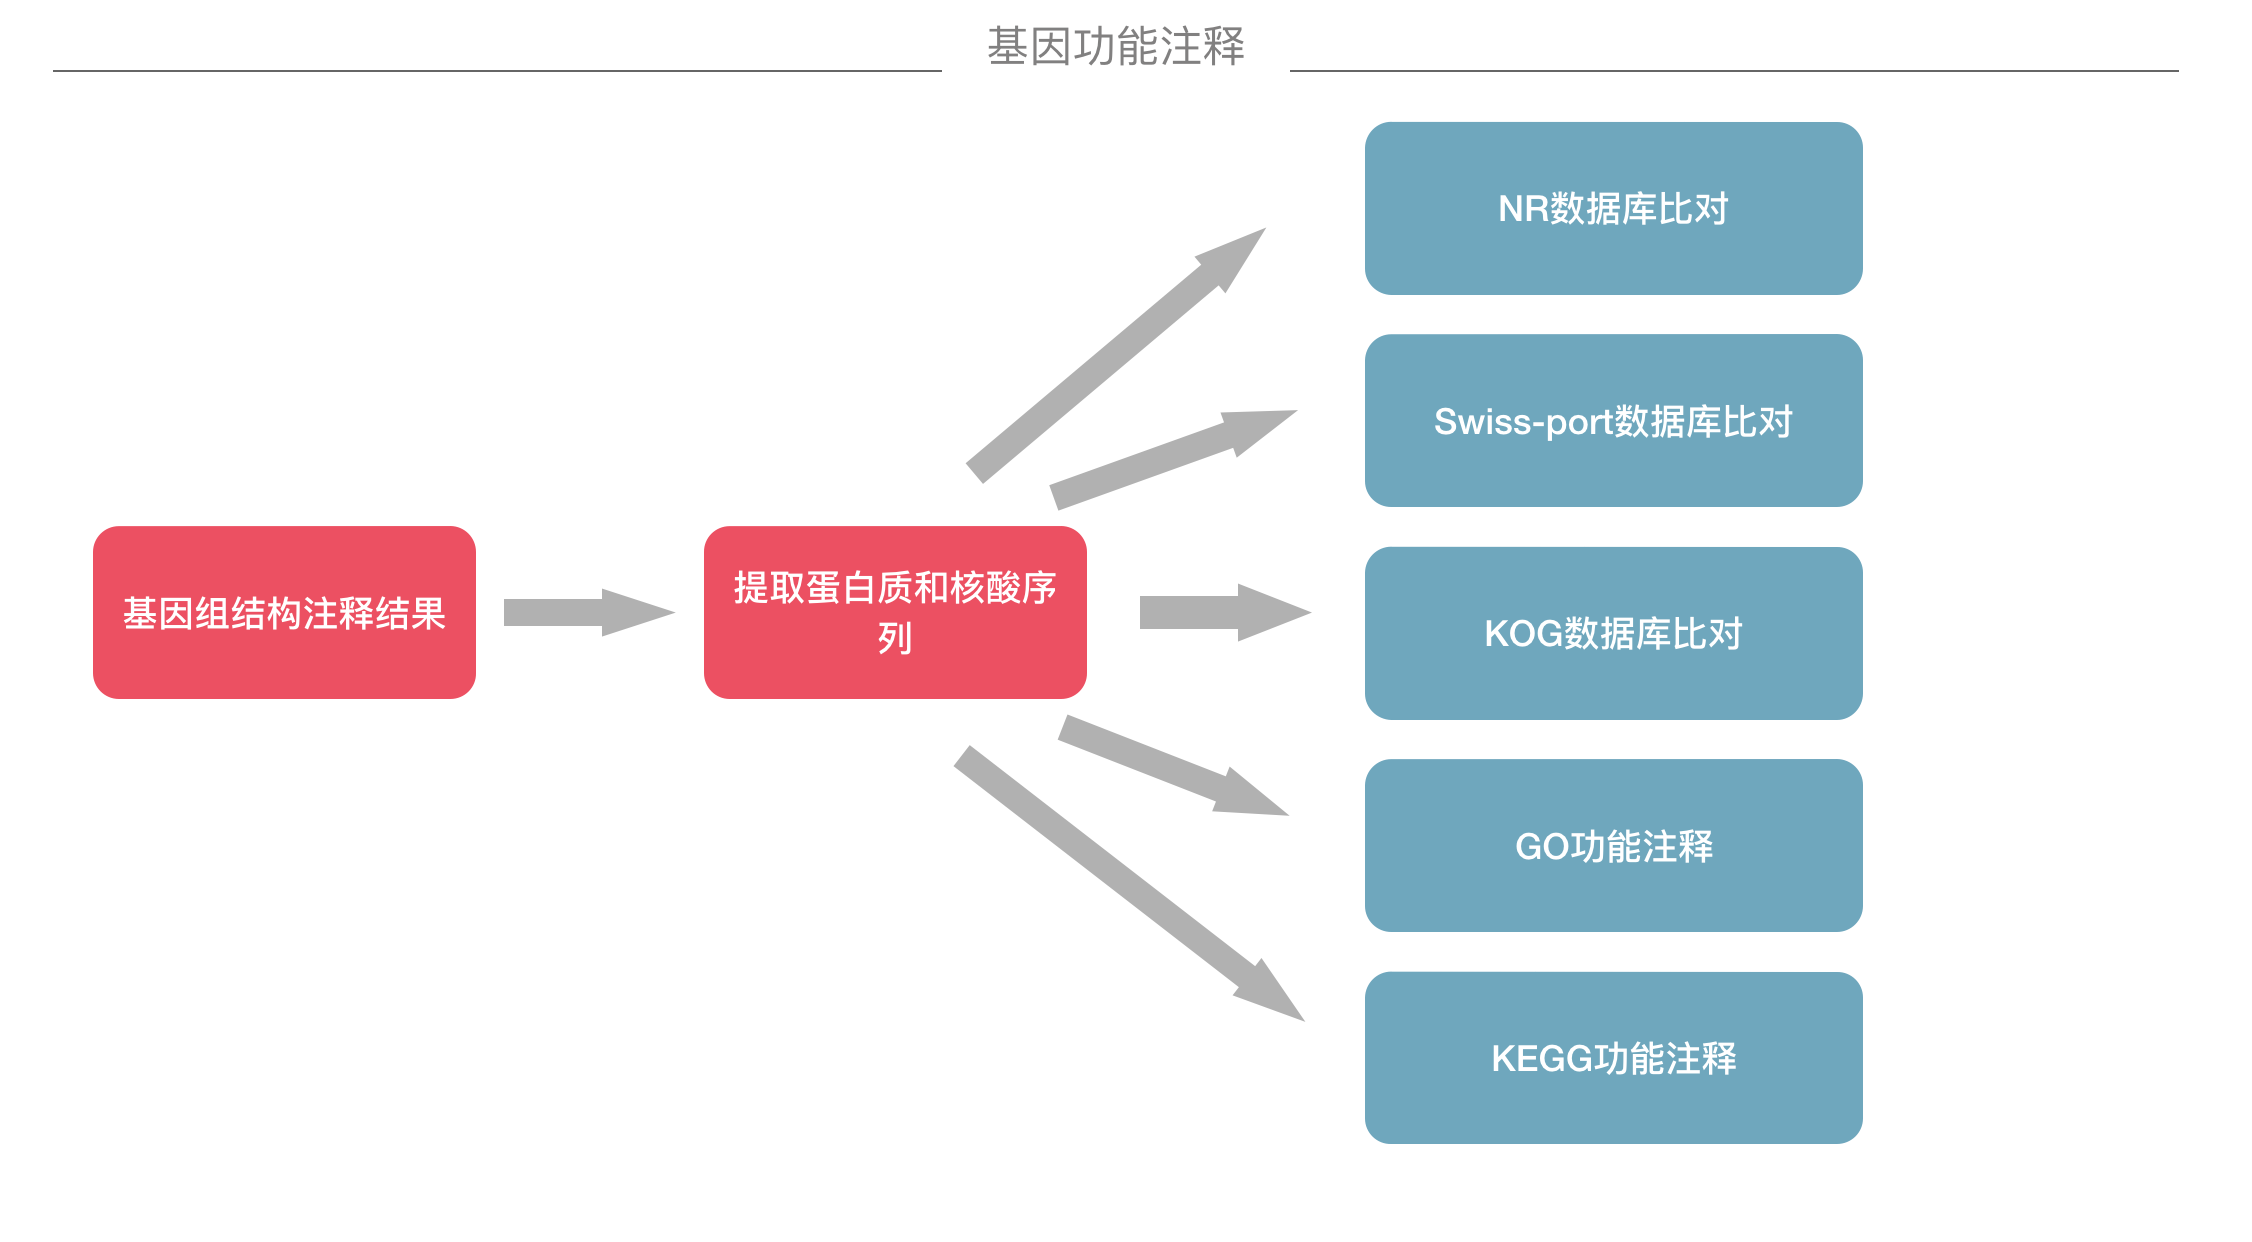 基因功能注释
基因组结构注释结果
提取蛋白质和核酸序
列
NR数据库比对
Swiss-port数据库比对
KOG数据库比对
GO功能注释
KEGG功能注释